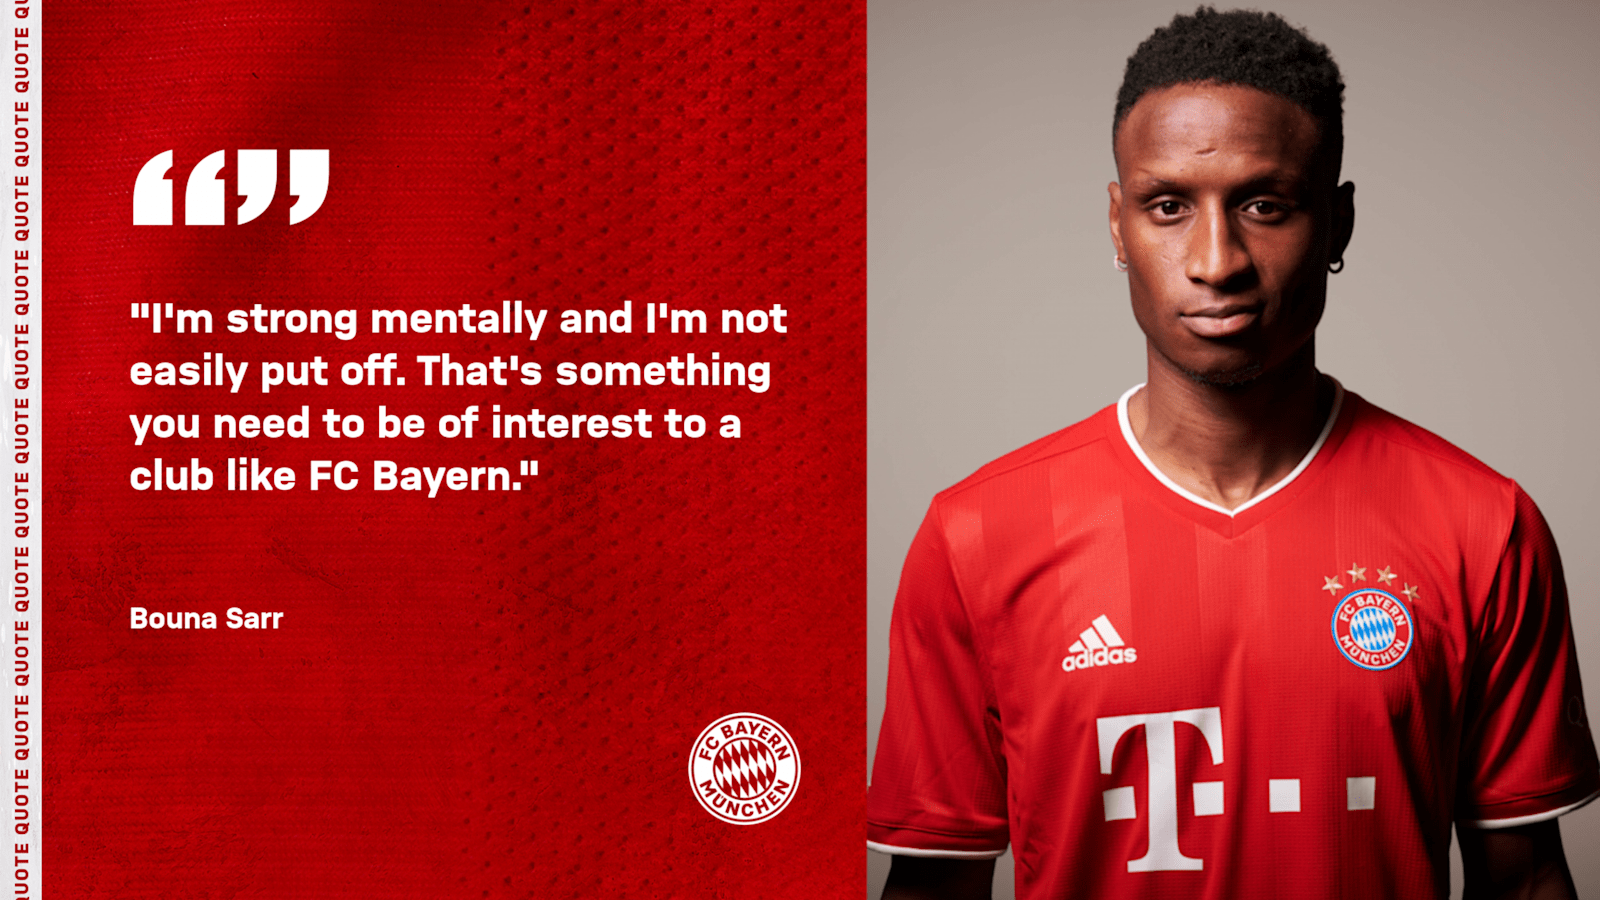 QUOTE QUOTE QUOTE QUOTE QUOTE QUOTE QUOTE QUOTE QUOTE QUOTE QUOTE QUOTE
"I'm strong mentally and I'm not
easily put off. That's something
you need to be of interest to a
club like FC Bayern."
Bouna Sarr
FC BAYERN
MÜNCHEN
adidas
FC BAYERN
MÜNCHEN
T